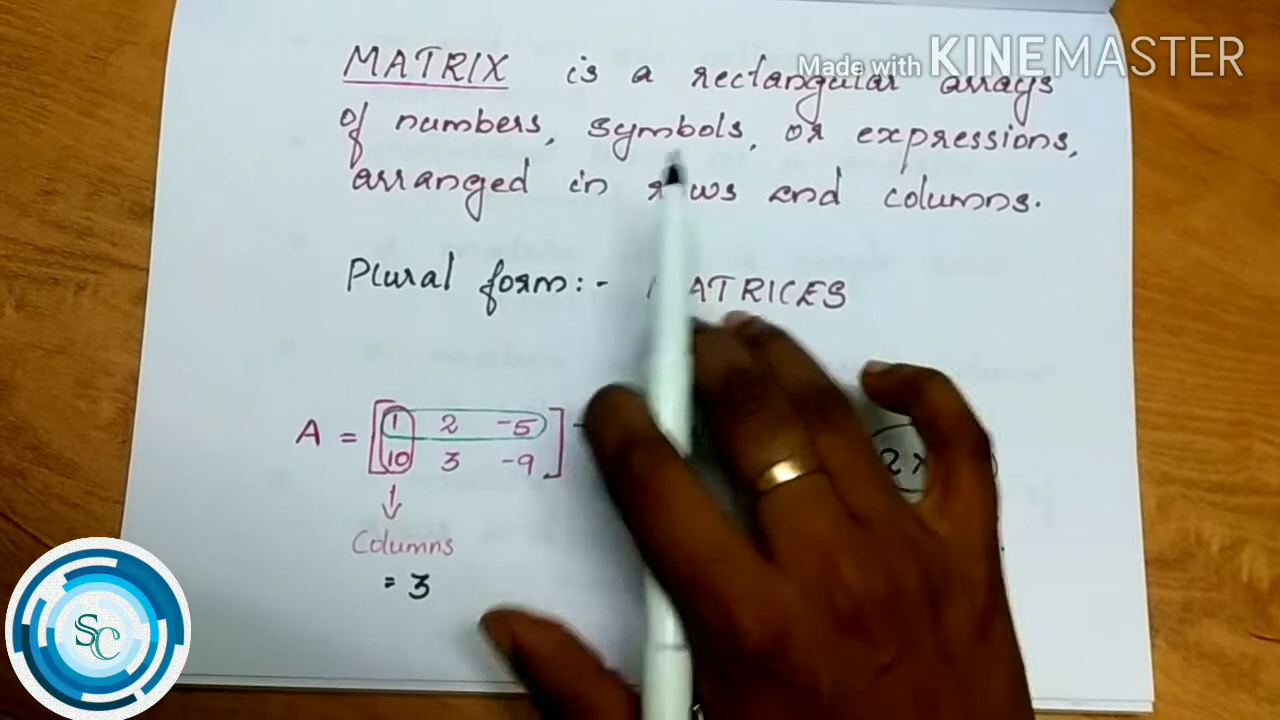 Made with KINEMASTER
MATRIX is a rectangular arrays
of numbers, symbols, or expressions,
arranged in rows and columns.
Plural form:- MATRICES
A = [1 2 -5
10 3 -9]
2x
Columns
= 3
SC